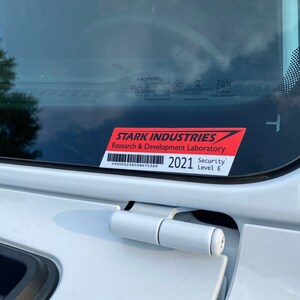 STARK INDUSTRIES
Research & Development Laboratory
2021 Security
Level E